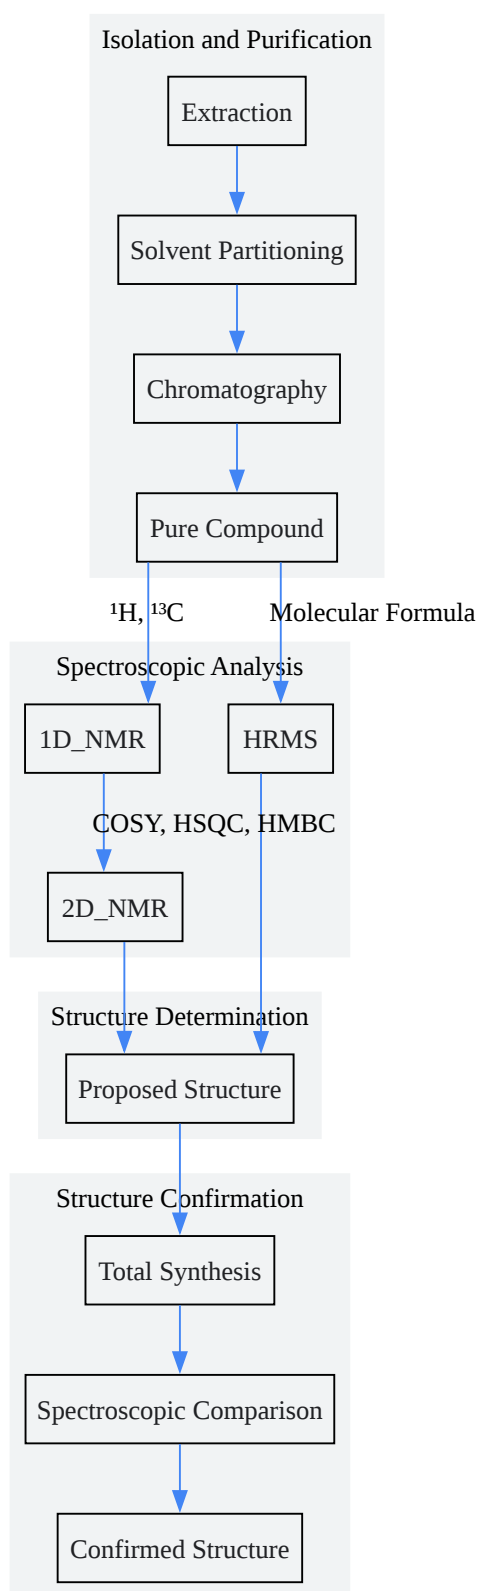 Isolation and Purification
Extraction
Solvent Partitioning
Chromatography
Pure Compound
¹H, ¹³C
Molecular Formula
Spectroscopic Analysis
1D_NMR
HRMS
COSY, HSQC, HMBC
2D_NMR
Structure Determination
Proposed Structure
Structure Confirmation
Total Synthesis
Spectroscopic Comparison
Confirmed Structure